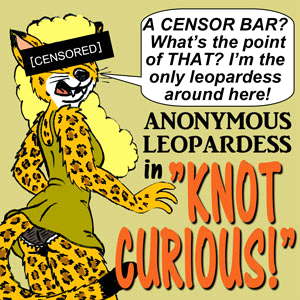 [CENSORED]
A CENSOR BAR?
What's the point
of THAT? I'm the
only leopardess
around here!
ANONYMOUS
LEOPARDESS
in "KNOT
CURIOUS!"